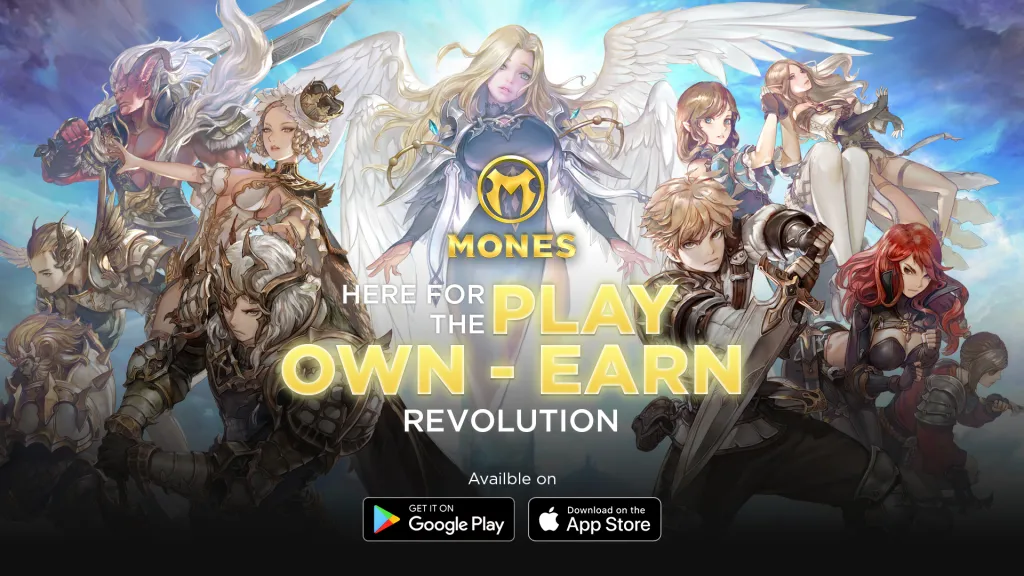 M
MONES
HERE FOR
THE PLAY
OWN - EARN
REVOLUTION
Availble on
GET IT ON
Google Play
Download on the
App Store